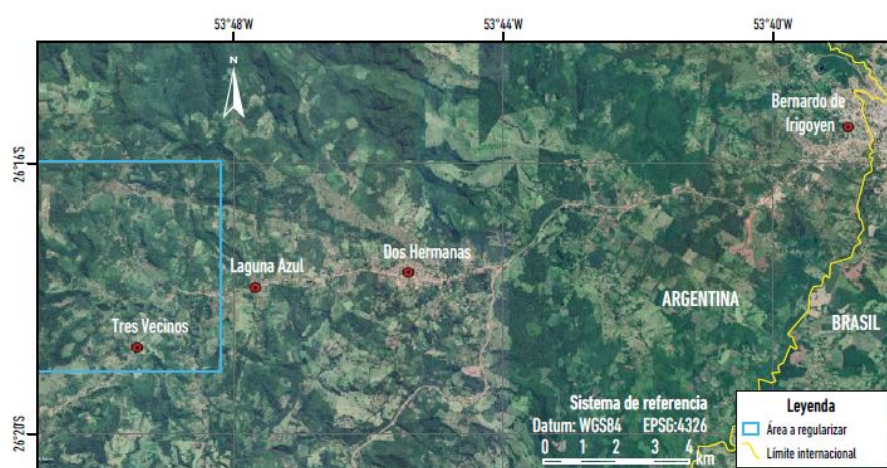 53°48'W
53°44'W
53°40'W
N
Bernardo de
Irigoyen
26°16'S
Dos Hermanas
Laguna Azul
ARGENTINA
Tres Vecinos
BRASIL
Sistema de referencia
Datum: WGS84 EPSG:4326
0 1 2 3 4
km
Leyenda
Área a regularizar
Límite internacional
26°20'S